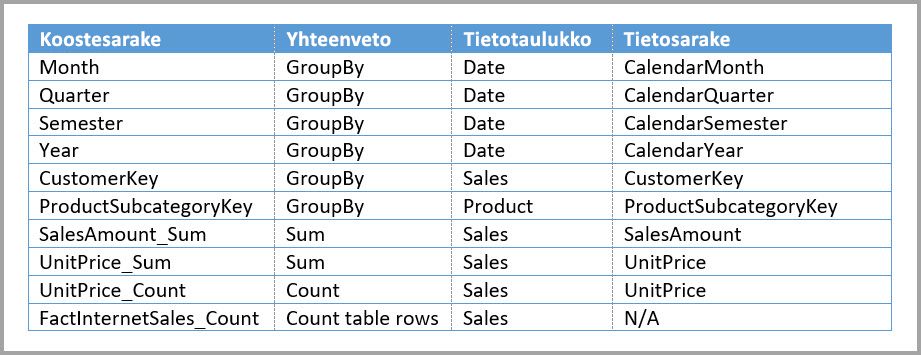 Koostesarake Yhteenveto Tietotaulukko Tietosarake
Month GroupBy Date CalendarMonth
Quarter GroupBy Date CalendarQuarter
Semester GroupBy Date CalendarSemester
Year GroupBy Date CalendarYear
CustomerKey GroupBy Sales CustomerKey
ProductSubcategoryKey GroupBy Product ProductSubcategoryKey
SalesAmount_Sum Sum Sales SalesAmount
UnitPrice_Sum Sum Sales UnitPrice
UnitPrice_Count Count Sales UnitPrice
FactInternetSales_Count Count table rows Sales N/A